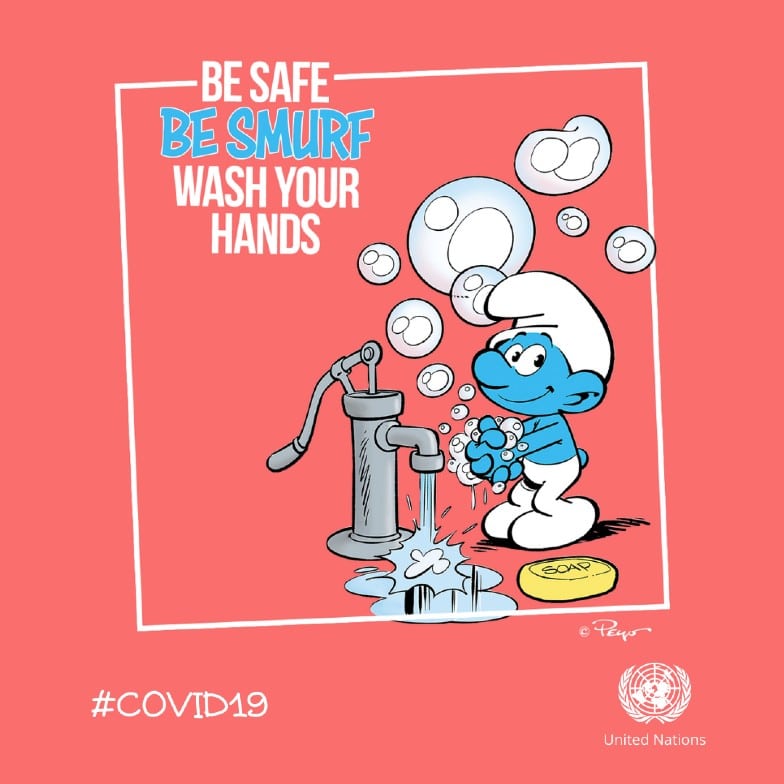 BE SAFE
BE SMURF
WASH YOUR
HANDS
SOAP
© Peyo
#COVID19
United Nations